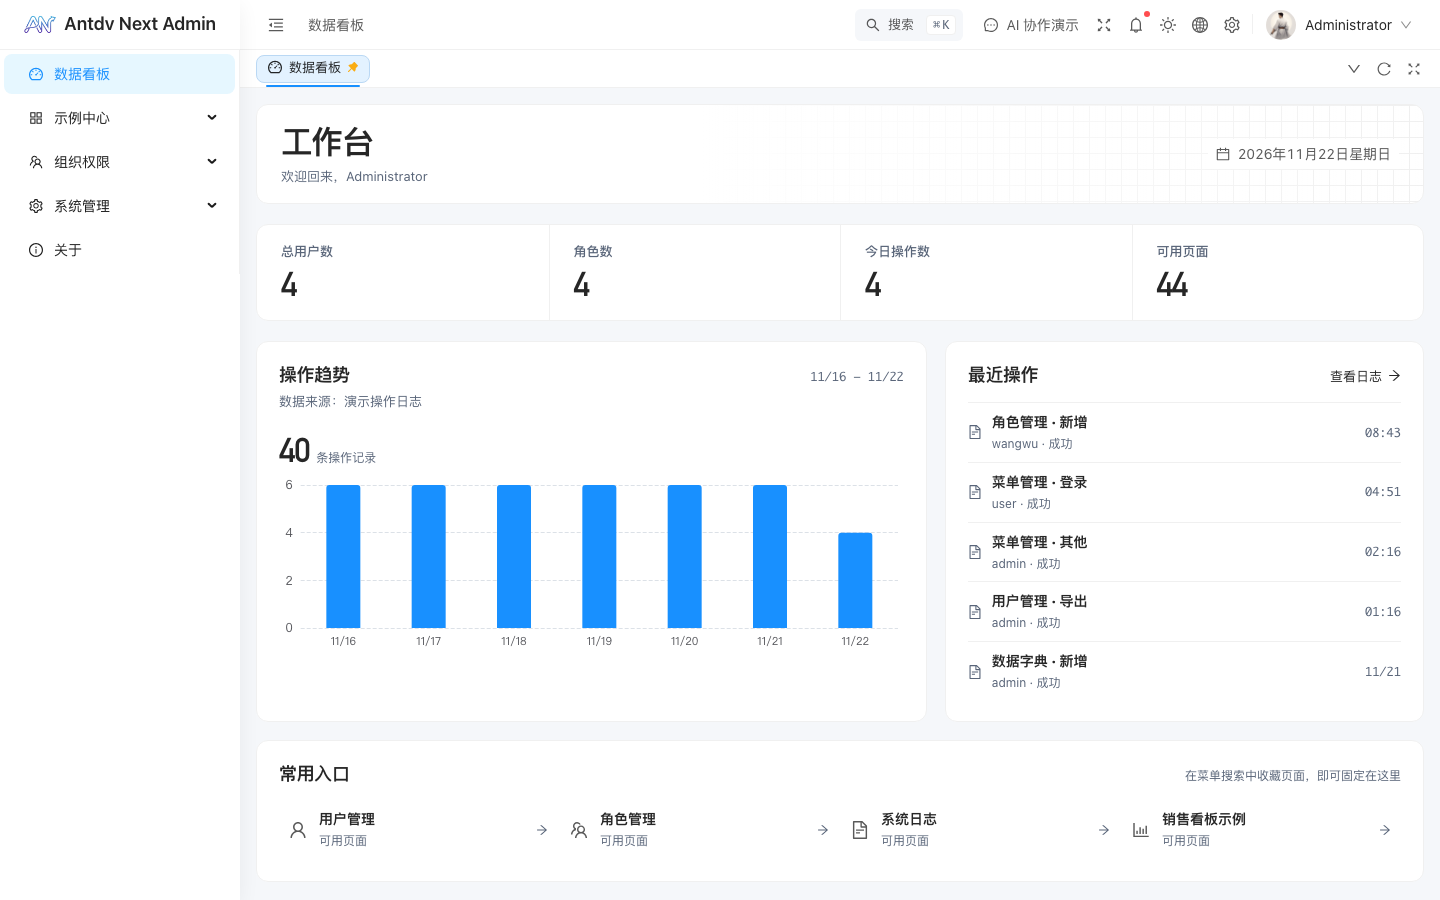 Antdv Next Admin
数据看板
搜索
⌘K
AI 协作演示
Administrator
数据看板
示例中心
组织权限
系统管理
关于
数据看板
工作台
欢迎回来，Administrator
2026年11月22日星期日
总用户数
4
角色数
4
今日操作数
4
可用页面
44
操作趋势
11/16 – 11/22
数据来源：演示操作日志
40 条操作记录
6
4
2
0
11/16
11/17
11/18
11/19
11/20
11/21
11/22
最近操作
查看日志
角色管理 · 新增
wangwu · 成功
08:43
菜单管理 · 登录
user · 成功
04:51
菜单管理 · 其他
admin · 成功
02:16
用户管理 · 导出
admin · 成功
01:16
数据字典 · 新增
admin · 成功
11/21
常用入口
在菜单搜索中收藏页面，即可固定在这里
用户管理
可用页面
角色管理
可用页面
系统日志
可用页面
销售看板示例
可用页面